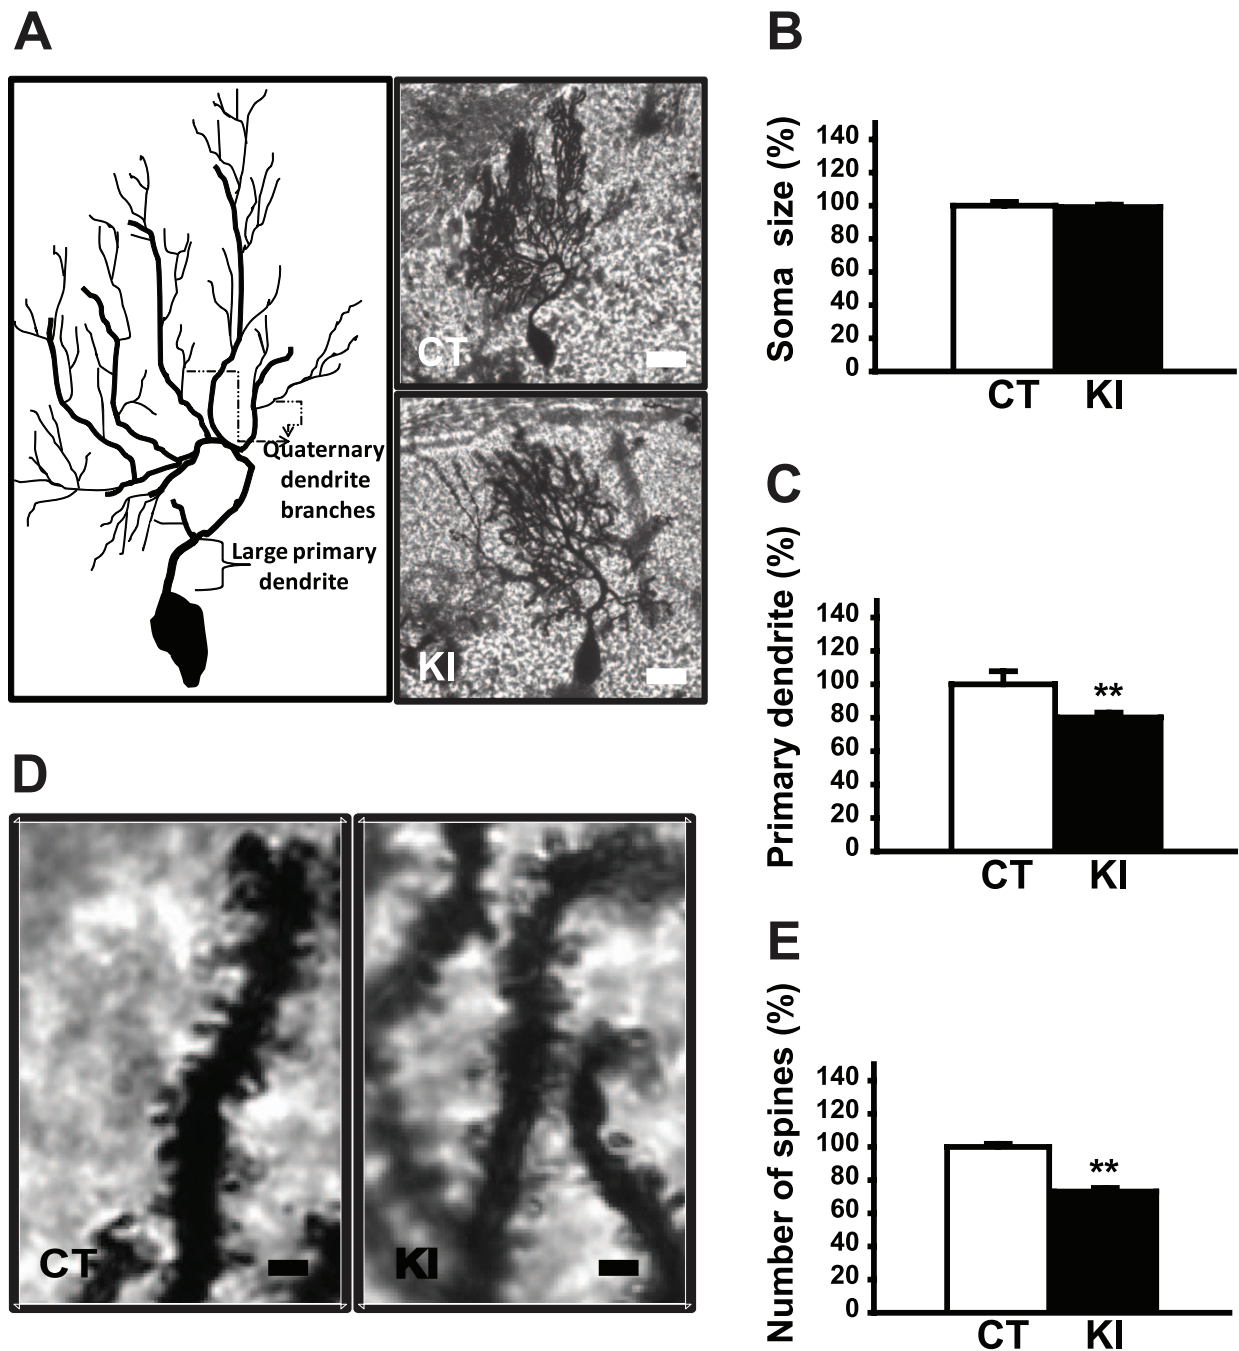 A
Quaternary
dendrite
branches
Large primary
dendrite
CT
KI
B
Soma size (%)
140
120
100
80
60
40
20
0
CT
KI
C
Primary dendrite (%)
140
120
100
80
60
40
20
0
**
CT
KI
D
CT
KI
E
Number of spines (%)
140
120
100
80
60
40
20
0
**
CT
KI